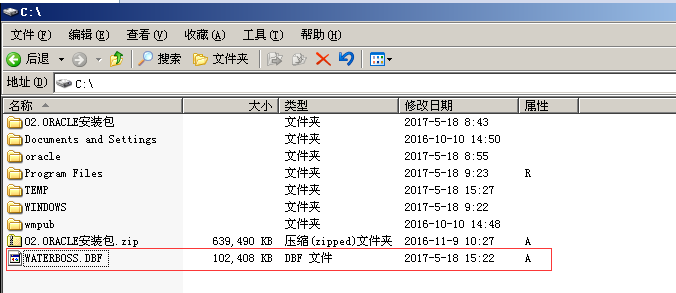 C:\
文件(F) 编辑(E) 查看(V) 收藏(A) 工具(T) 帮助(H)
后退 搜索 文件夹
地址(D) C:\
名称 大小 类型 修改日期 属性
02.ORACLE安装包 文件夹 2017-5-18 8:43
Documents and Settings 文件夹 2016-10-10 14:50
oracle 文件夹 2017-5-18 8:55
Program Files 文件夹 2017-5-18 9:23 R
TEMP 文件夹 2017-5-18 15:27
WINDOWS 文件夹 2017-5-18 9:22
wmpub 文件夹 2016-10-10 14:48
02.ORACLE安装包.zip 639,490 KB 压缩(zipped)文件夹 2016-11-9 10:27 A
WATERBOSS.DBF 102,408 KB DBF 文件 2017-5-18 15:22 A